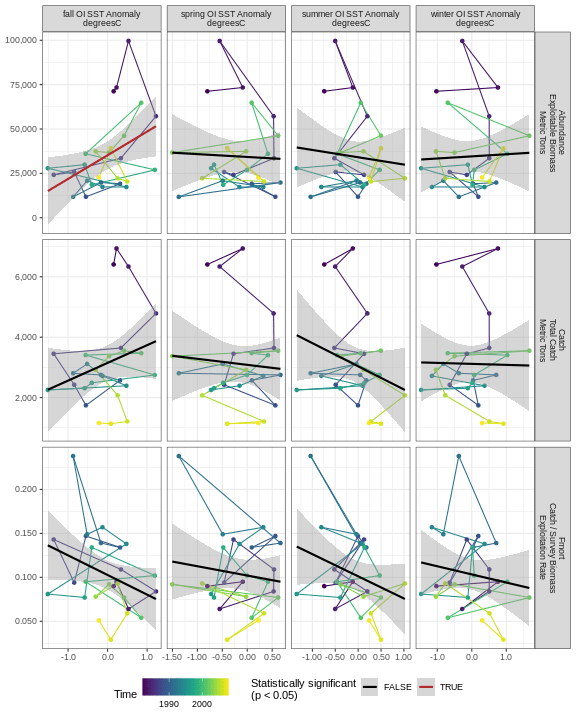 fall OI SST Anomaly
degreesC
spring OI SST Anomaly
degreesC
summer OI SST Anomaly
degreesC
winter OI SST Anomaly
degreesC
100,000
75,000
50,000
25,000
0
Abundance
Exploitable Biomass
Metric Tons
6,000
4,000
2,000
Catch
Total Catch
Metric Tons
0.200
0.150
0.100
0.050
Fmort
Catch / Survey Biomass
Exploitation Rate
-1.0 0.0 1.0
-1.50 -1.00 -0.50 0.00 0.50
-1.00 -0.50 0.00 0.50 1.00
-1.0 0.0 1.0
Time
1990 2000
Statistically significant
(p < 0.05)
FALSE
TRUE